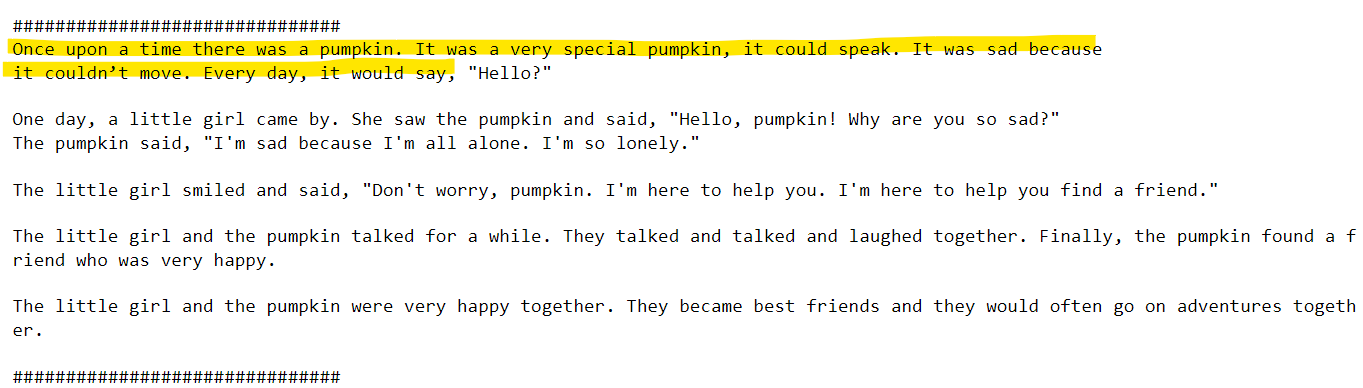 ###############################
Once upon a time there was a pumpkin. It was a very special pumpkin, it could speak. It was sad because
it couldn’t move. Every day, it would say, "Hello?"
One day, a little girl came by. She saw the pumpkin and said, "Hello, pumpkin! Why are you so sad?"
The pumpkin said, "I'm sad because I'm all alone. I'm so lonely."
The little girl smiled and said, "Don't worry, pumpkin. I'm here to help you. I'm here to help you find a friend."
The little girl and the pumpkin talked for a while. They talked and talked and laughed together. Finally, the pumpkin found a f
riend who was very happy.
The little girl and the pumpkin were very happy together. They became best friends and they would often go on adventures togeth
er.
###############################